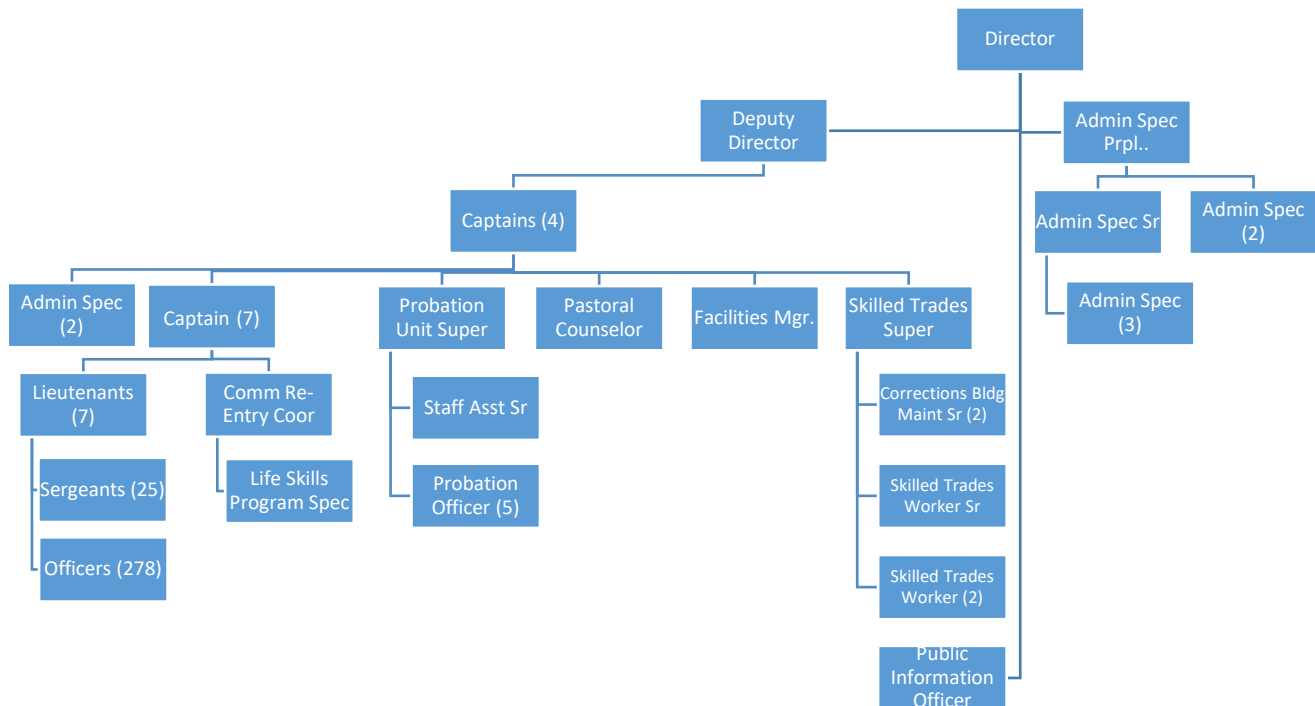 Director
Deputy
Director
Admin Spec
Prpl..
Captains (4)
Admin Spec Sr
Admin Spec
(2)
Admin Spec
(2)
Captain (7)
Probation
Unit Super
Pastoral
Counselor
Facilities Mgr.
Skilled Trades
Super
Admin Spec
(3)
Lieutenants
(7)
Comm Re-
Entry Coor
Staff Asst Sr
Corrections Bldg
Maint Sr (2)
Sergeants (25)
Life Skills
Program Spec
Probation
Officer (5)
Skilled Trades
Worker Sr
Officers (278)
Skilled Trades
Worker (2)
Public
Information
Officer